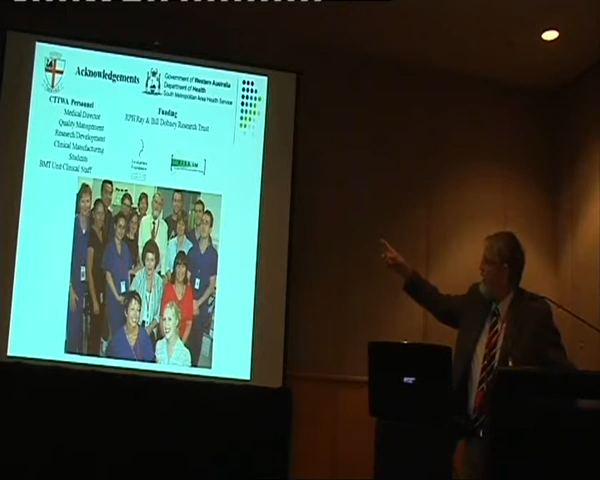 Acknowledgements
Government of Western Australia
Department of Health
South Metropolitan Area Health Service
CTTWA Personnel
Medical Director
Quality Management
Research Development
Clinical Manufacturing
Students
BMT Unit Clinical Staff
Funding
RPH Ray & Bill Dobney Research Trust